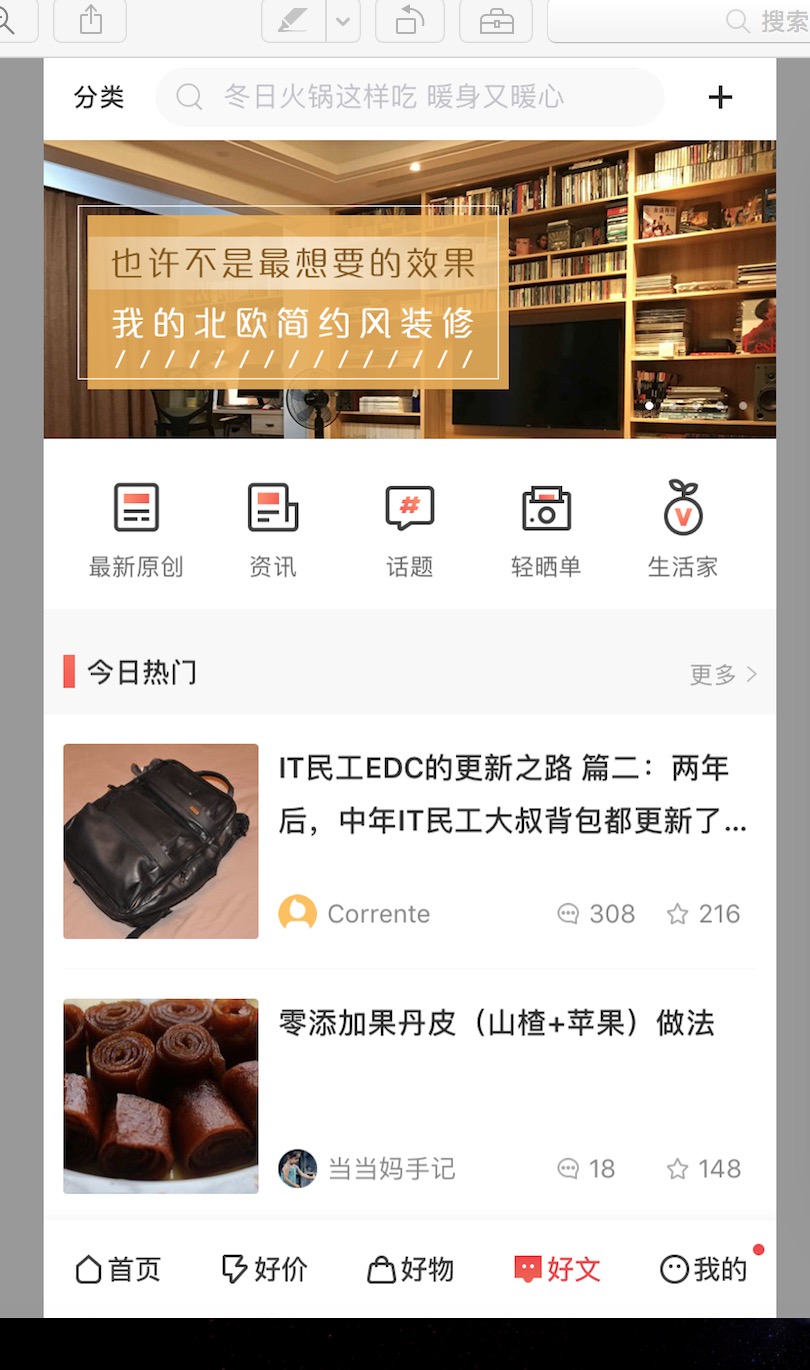 搜索
分类
冬日火锅这样吃 暖身又暖心
也许不是最想要的效果
我的北欧简约风装修
最新原创
资讯
#
话题
轻晒单
V
生活家
今日热门
更多
IT民工EDC的更新之路 篇二：两年
后，中年IT民工大叔背包都更新了...
Corrente
308
216
零添加果丹皮（山楂+苹果）做法
当当妈手记
18
148
首页
好价
好物
好文
我的